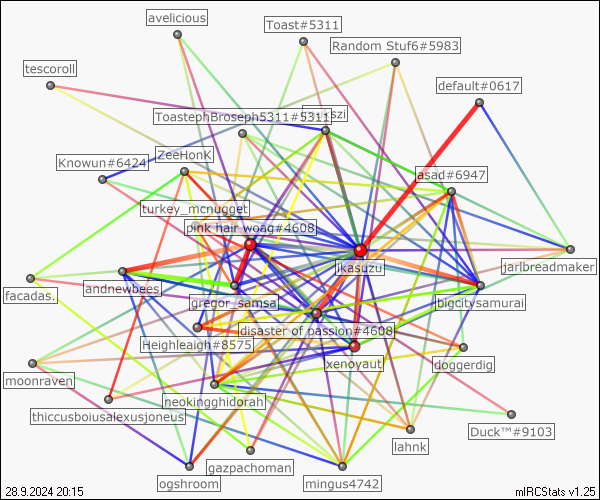 avelicious
Toast#5311
Random Stuf6#5983
tescoroll
default#0617
ToastephBroseph5311#5311
szi
ZeeHonK
Knowun#6424
asad#6947
turkey_mcnugget
pink hair woag#4608
ikasuzu
jarlbreadmaker
andnewbees
facadas.
gregor_samsa
bigcitysamurai
disaster of passion#4608
Heighleaigh#8575
xenoyaut
doggerdig
moonraven
neokingghidorah
thiccusboiusalexusjoneus
Duck™#9103
lahnk
gazpachoman
ogshroom
mingus4742
28.9.2024 20:15
mIRCStats v1.25